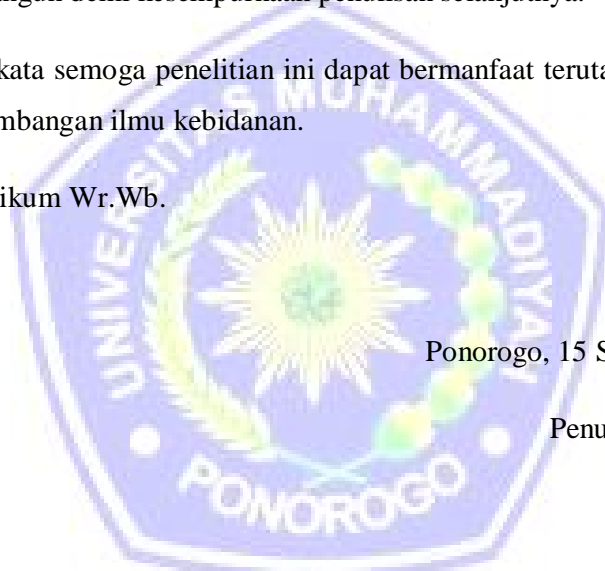 ngun demi kesempurnaan penulisan selanjutnya.
kata semoga penelitian ini dapat bermanfaat teruta
mbangan ilmu kebidanan.
ikum Wr.Wb.
UNIVERSITAS MUHAMMADIYAH
Ponorogo, 15 S
Penu
PONOROGO